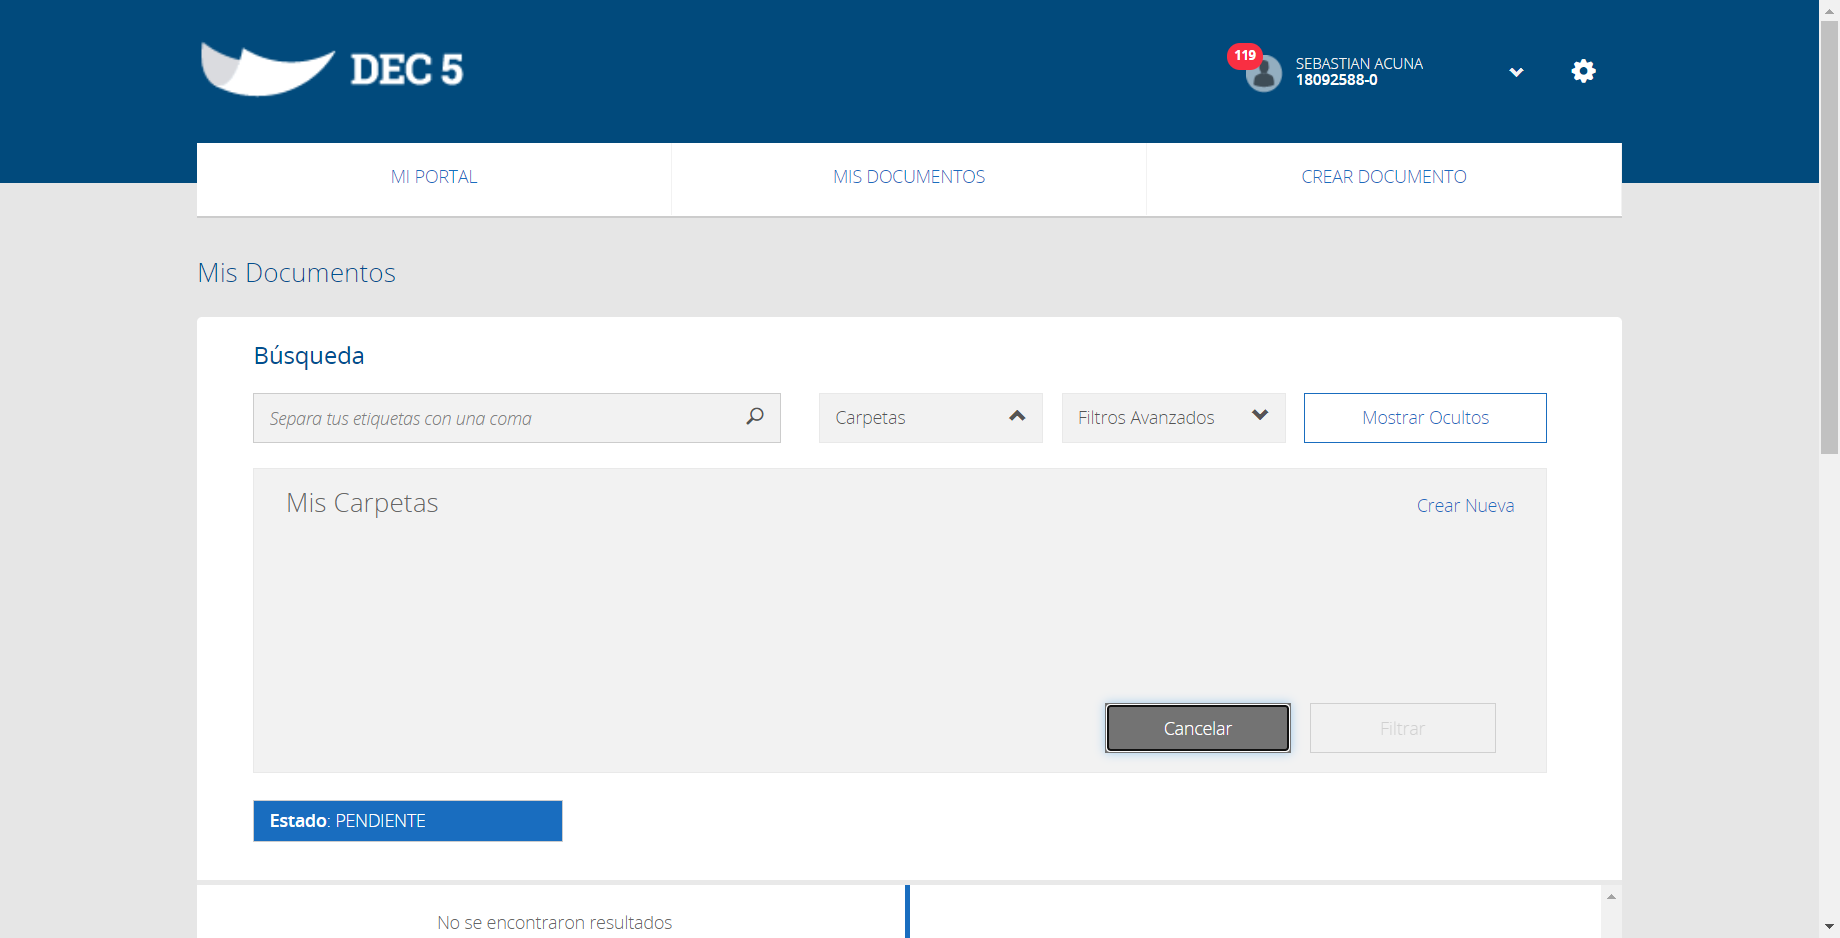 DEC 5
119
SEBASTIAN ACUNA
18092588-0
MI PORTAL
MIS DOCUMENTOS
CREAR DOCUMENTO
Mis Documentos
Búsqueda
Separa tus etiquetas con una coma
Carpetas
Filtros Avanzados
Mostrar Ocultos
Mis Carpetas
Crear Nueva
Cancelar
Filtrar
Estado: PENDIENTE
No se encontraron resultados